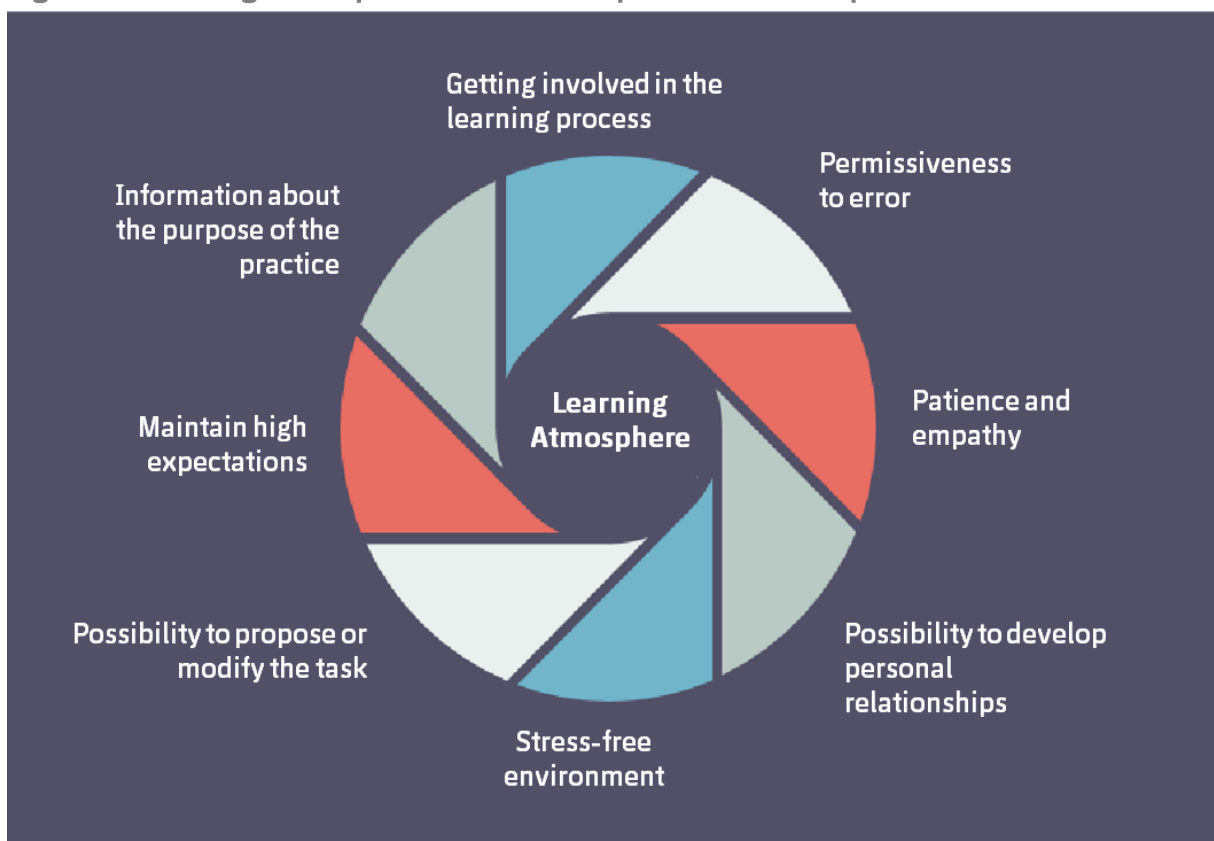 Getting involved in the
learning process
Permissiveness
to error
Patience and
empathy
Possibility to develop
personal
relationships
Stress-free
environment
Possibility to propose or
modify the task
Maintain high
expectations
Information about
the purpose of the
practice
Learning
Atmosphere